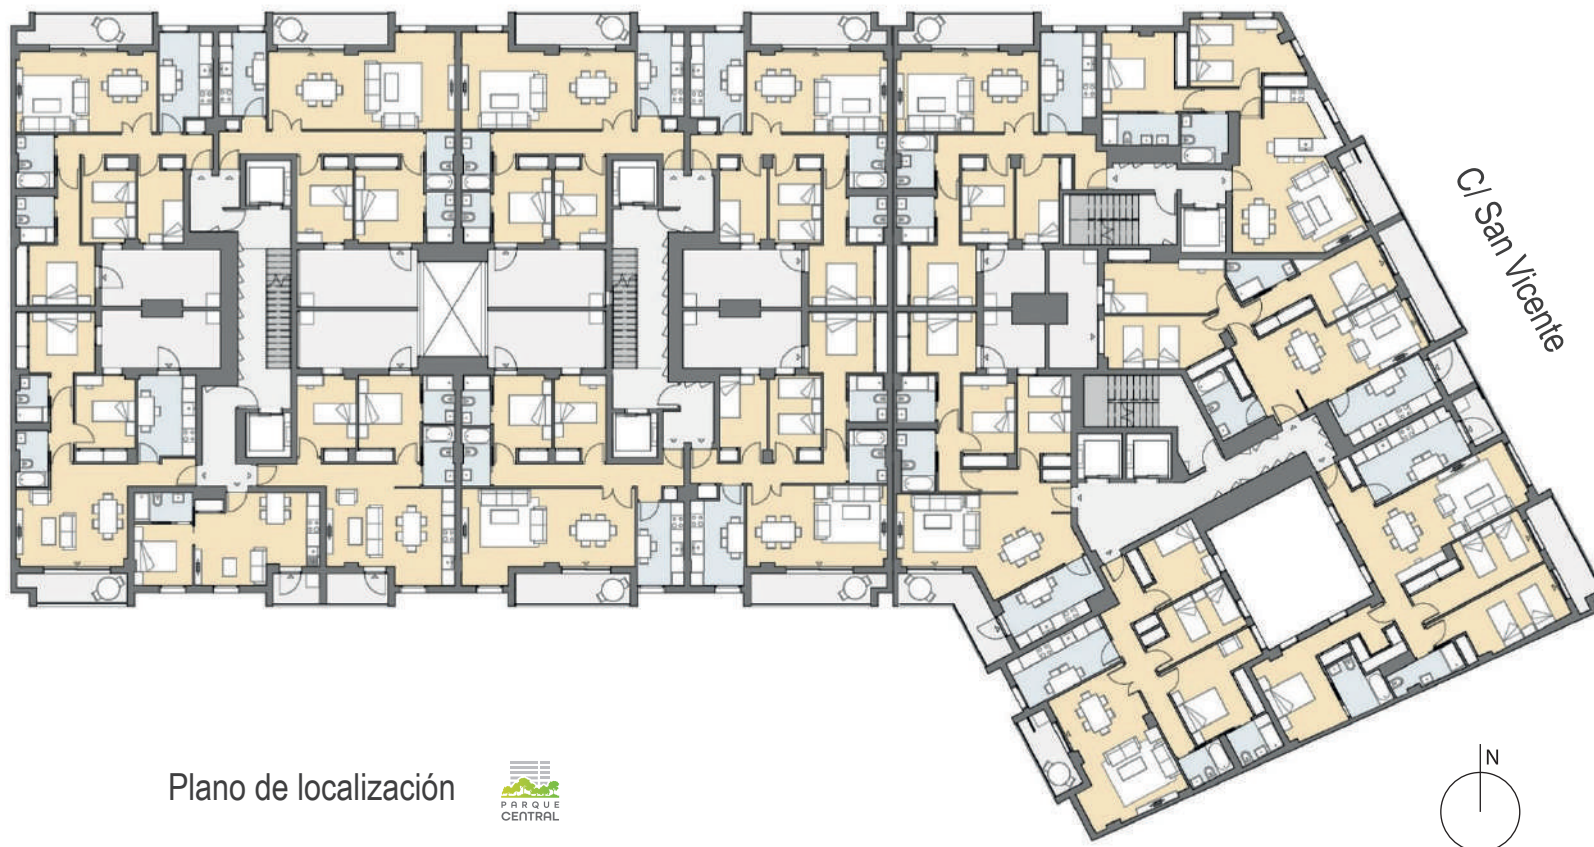 C/ San Vicente
Plano de localización
PARQUE
CENTRAL
N